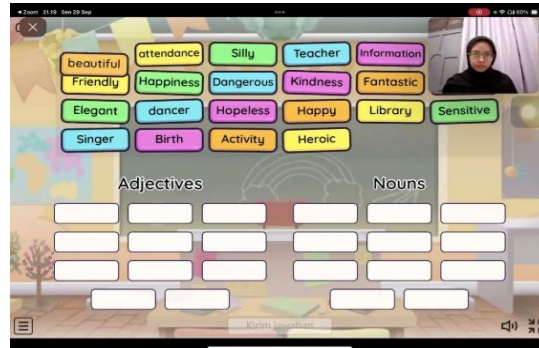 Zoom 21.19 Sen 29 Sep
60%
beautiful
attendance
Silly
Teacher
Information
Friendly
Happiness
Dangerous
Kindness
Fantastic
Elegant
dancer
Hopeless
Happy
Library
Sensitive
Singer
Birth
Activity
Heroic
Adjectives Nouns
Kirim jawaban